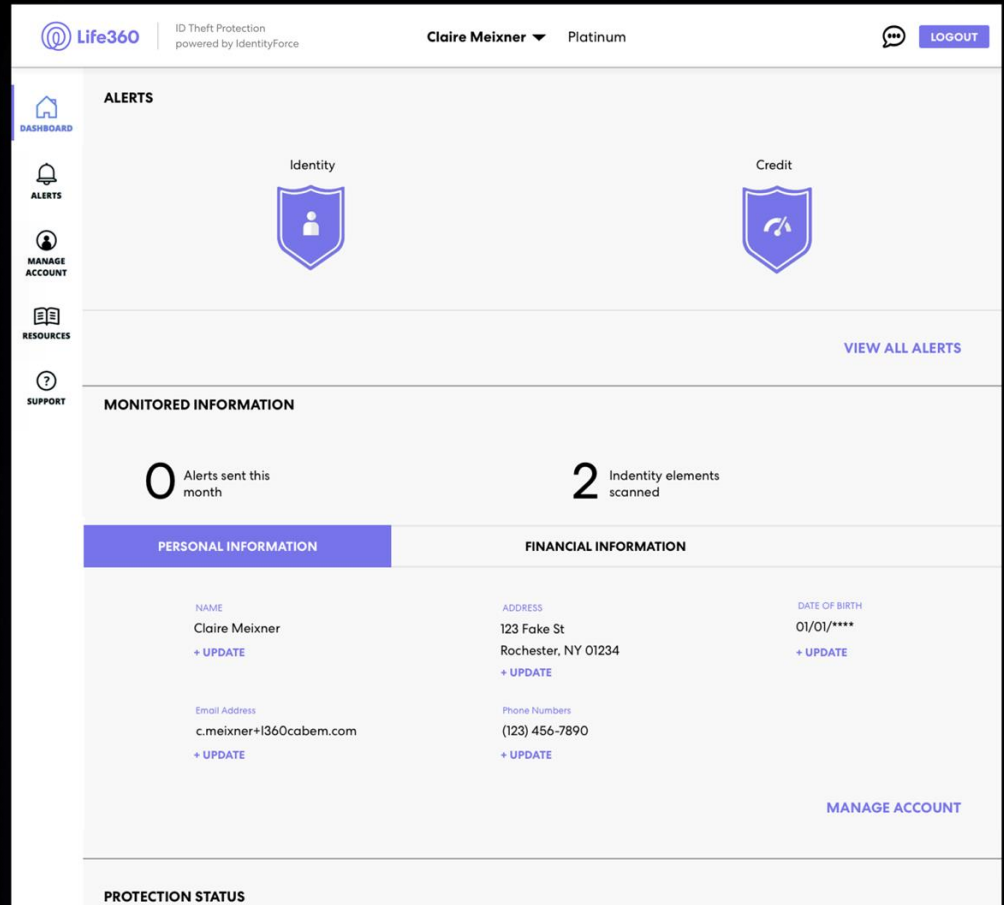 Life360
ID Theft Protection
powered by IdentityForce
Claire Meixner
Platinum
LOGOUT
DASHBOARD
ALERTS
MANAGE
ACCOUNT
RESOURCES
?
SUPPORT
ALERTS
Identity
Credit
VIEW ALL ALERTS
MONITORED INFORMATION
0 Alerts sent this
month
2 Indentity elements
scanned
PERSONAL INFORMATION
FINANCIAL INFORMATION
NAME
Claire Meixner
+ UPDATE
ADDRESS
123 Fake St
Rochester, NY 01234
+ UPDATE
DATE OF BIRTH
01/01/****
+ UPDATE
Email Address
c.meixner+l360cabem.com
+ UPDATE
Phone Numbers
(123) 456-7890
+ UPDATE
MANAGE ACCOUNT
PROTECTION STATUS